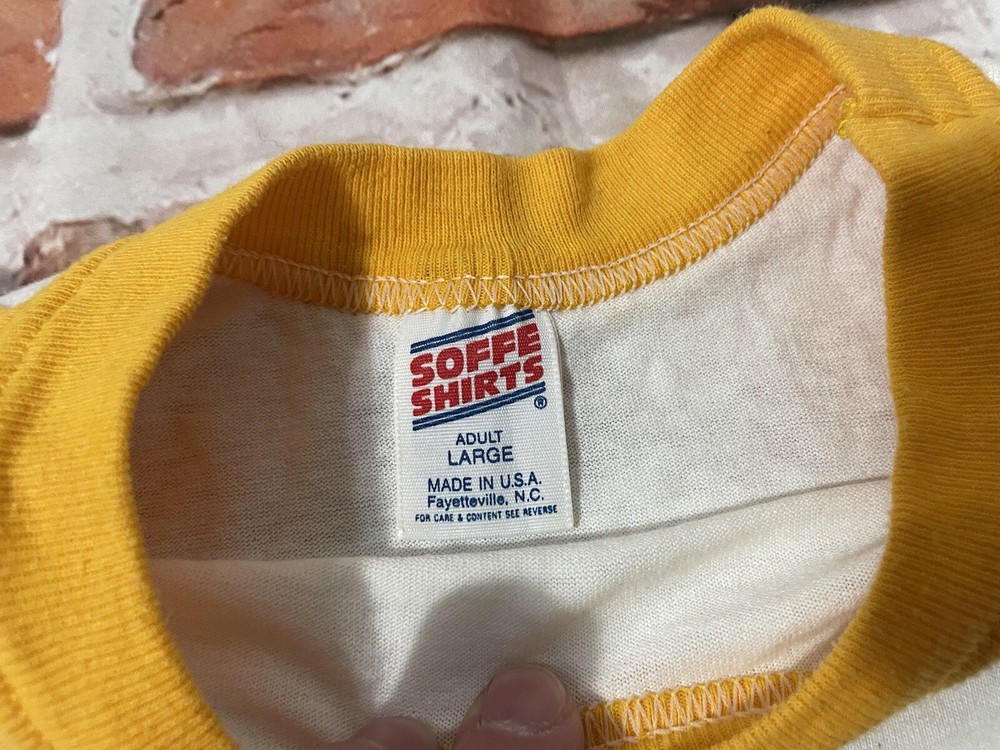 SOFFE
SHIRTS®
ADULT
LARGE
MADE IN U.S.A.
Fayetteville, N.C.
FOR CARE & CONTENT SEE REVERSE